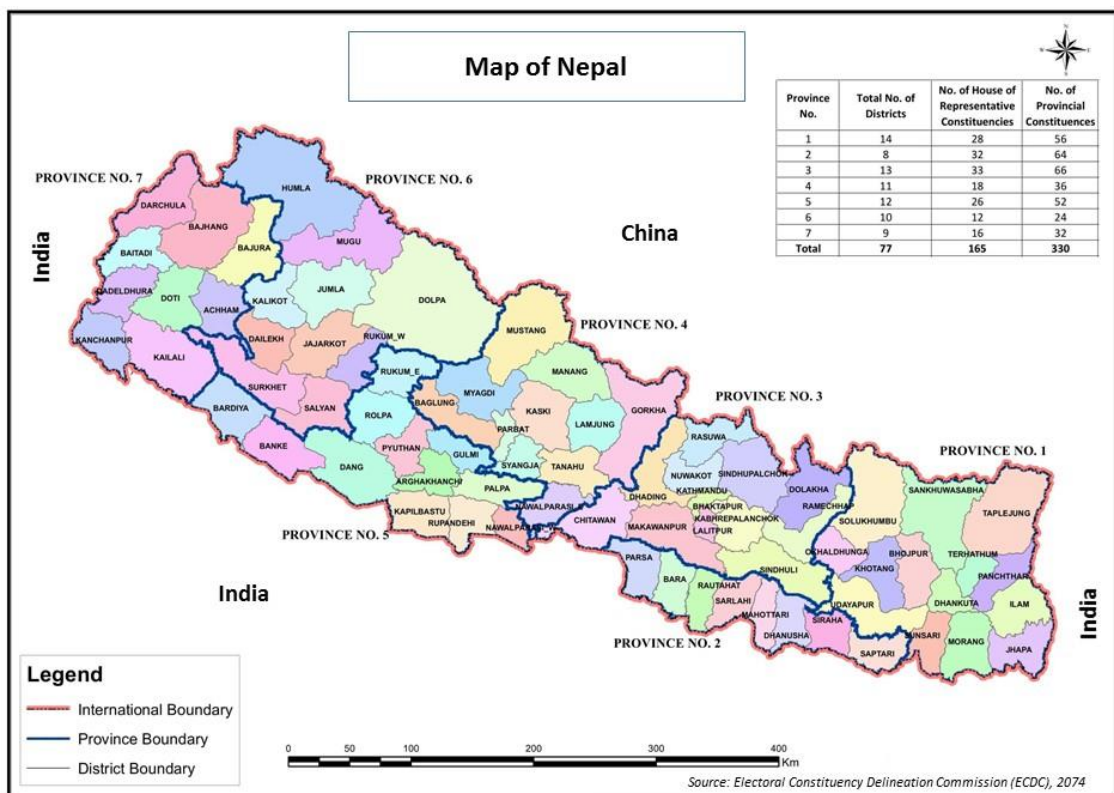 Map of Nepal
N
Province No. Total No. of Districts No. of House of Representative Constituencies No. of Provincial Constituences
1 14 28 56
2 8 32 64
3 13 33 66
4 11 18 36
5 12 26 52
6 10 12 24
7 9 16 32
Total 77 165 330
PROVINCE NO. 7
PROVINCE NO. 6
HUMLA
DARCHULA
BAJHANG
BAJURA
MUGU
China
India
BAITADI
DADELDHURA
DOTI
ACHHAM
KALIKOT
JUMLA
DOLPA
KANCHANPUR
KAILALI
DAILEKH
JAJARKOT
RUKUM_W
MUSTANG
PROVINCE NO. 4
RUKUM_E
MANANG
SURKHET
SALYAN
BARDIYA
BANKE
ROLPA
BAGLUNG
MYAGDI
KASKI
LAMJUNG
GORKHA
PROVINCE NO. 3
PARBAT
PYUTHAN
GULMI
SYANGJA
TANAHU
DANG
ARGHAKHANCHI
PALPA
RASUWA
NUWAKOT
SINDHUPALCHOK
PROVINCE NO. 1
KATHMANDU
DOLAKHA
DHADING
BHAKTAPUR
RAMECHHAP
SANKHUWASABHA
TAPLEJUNG
KAPILBASTU
RUPANDEHI
NAWALPARASI_W
NAWALPARASI
CHITAWAN
MAKAWANPUR
KABHREPALANCHOK
LALITPUR
SOLUKHUMBU
PROVINCE NO. 5
SINDHULI
OKHALDHUNGA
KHOTANG
BHOJPUR
TERHATHUM
PANCHTHAR
PARSA
BARA
RAUTAHAT
SARLAHI
MAHOTTARI
DHANUSHA
SIRAHA
UDAYAPUR
DHANKUTA
ILAM
India
India
PROVINCE NO. 2
SAPTARI
SUNSARI
MORANG
JHAPA
Legend
International Boundary
Province Boundary
District Boundary
0 50 100 200 300 400
Km
Source: Electoral Constituency Delineation Commission (ECDC), 2074